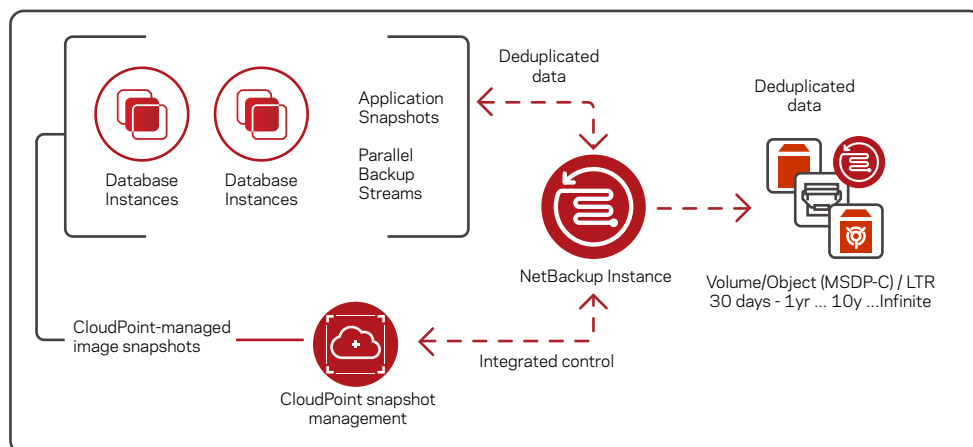 Deduplicated
data
Application
Snapshots
Parallel
Backup
Streams
Database
Instances
Database
Instances
Deduplicated
data
NetBackup Instance
Volume/Object (MSDP-C) / LTR
30 days - 1yr ... 10y ...Infinite
CloudPoint-managed
image snapshots
Integrated control
CloudPoint snapshot
management